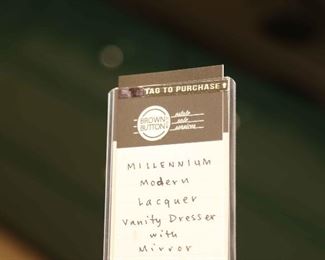 TAG TO PURCHASE
BROWN
BUTTON
estate
sale
services
MILLENNIUM
Modern
Lacquer
Vanity Dresser
with
Mirror